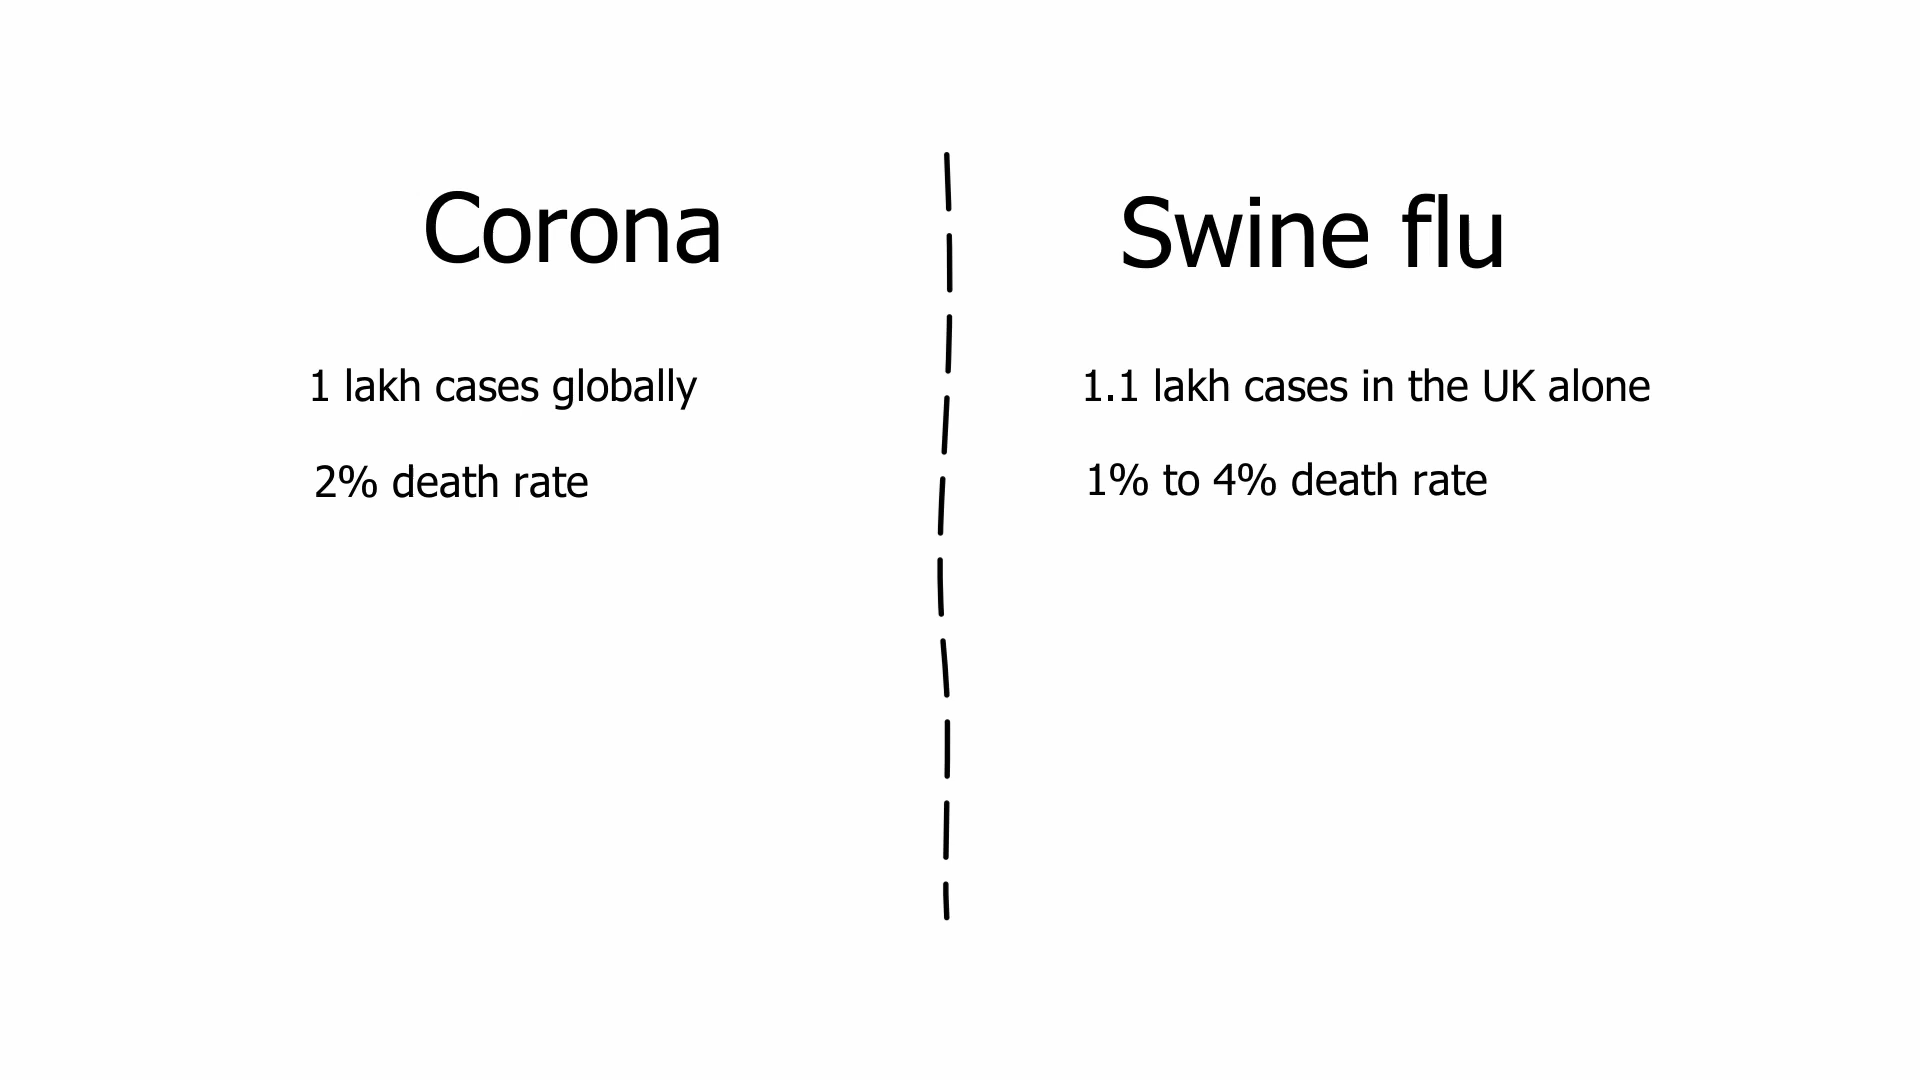 Corona
1 lakh cases globally
2% death rate
Swine flu
1.1 lakh cases in the UK alone
1% to 4% death rate